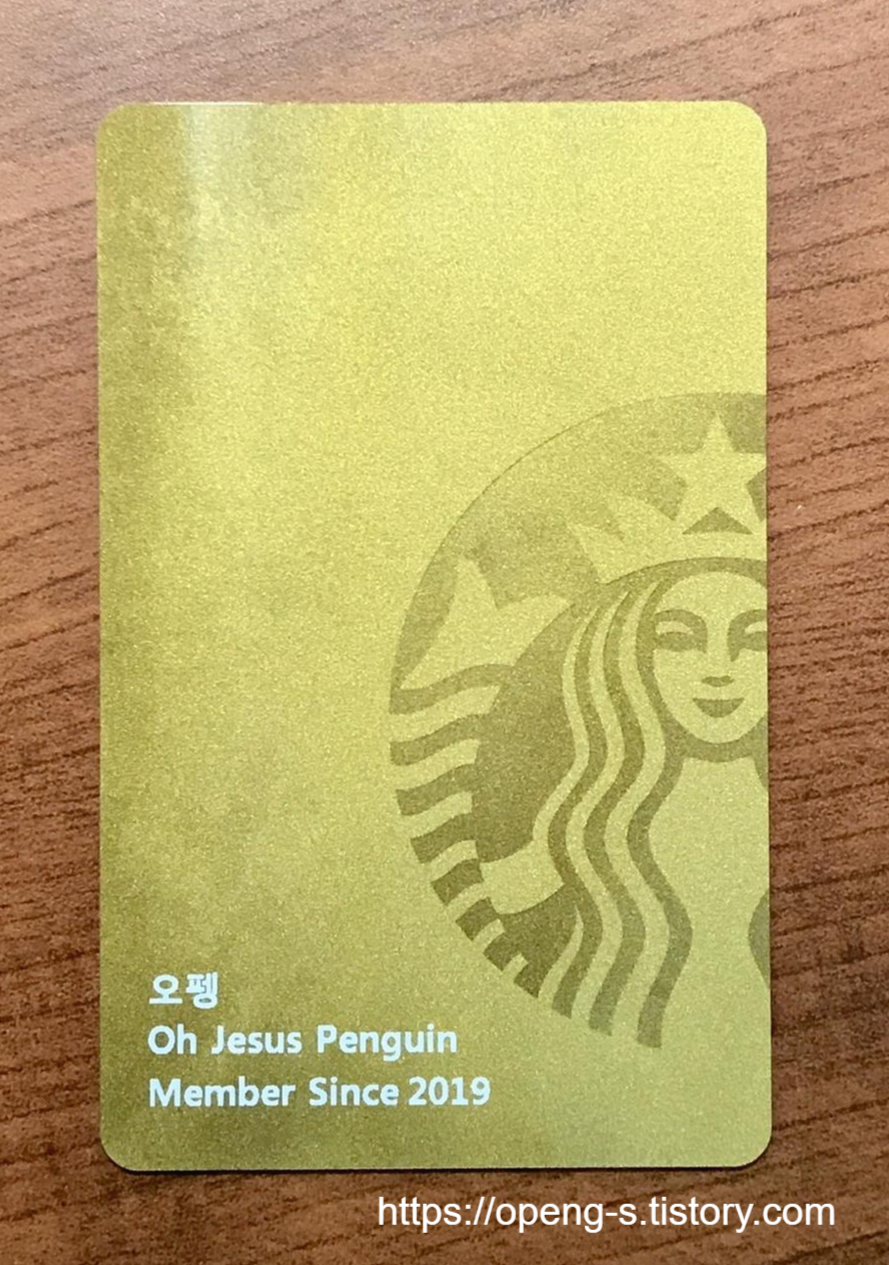 오펭
Oh Jesus Penguin
Member Since 2019
https://openg-s.tistory.com